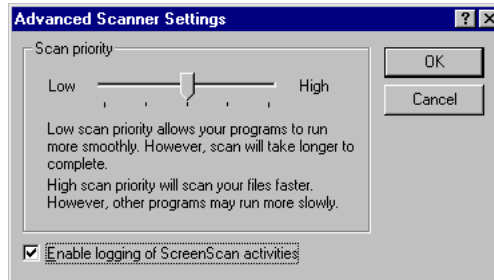 Advanced Scanner Settings
Scan priority
Low High
Low scan priority allows your programs to run
more smoothly. However, scan will take longer to
complete.
High scan priority will scan your files faster.
However, other programs may run more slowly.
Enable logging of ScreenScan activities
OK
Cancel